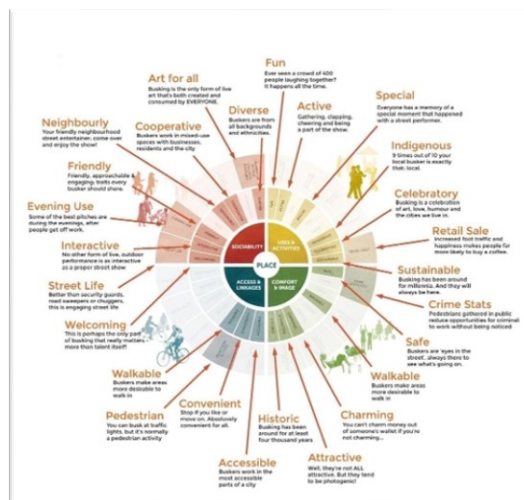 Fun
Ever seen a crowd of 400
people laughing together?
It happens all the time.
Art for all
Busking is the only form of live
art that's both created and
consumed by EVERYONE.
Diverse
Buskers are from
all backgrounds
and ethnicities.
Active
Gathering, clapping,
cheering and being
a part of the show.
Special
Everyone has a memory of a
special moment that happened
with a street performer.
Neighbourly
Your friendly neighbourhood
street entertainer, come over
and enjoy the show!
Cooperative
Buskers work in mixed-use
spaces with businesses,
residents and the city
Indigenous
9 times out of 10 your
local busker is exactly
that, local.
Friendly
Friendly, approachable &
engaging, traits every
busker should share.
Celebratory
Busking is a celebration
of art, love, humour and
the cities we live in.
Evening Use
Some of the best pitches are
during the evenings, after
people get off work.
Retail Sale
Increased foot traffic and
happiness makes people far
more likely to buy a coffee.
Interactive
No other form of live, outdoor
performance is as interactive
as a proper street show.
SOCIABILITY
USES &
ACTIVITIES
PLACE
ACCESS &
LINKAGES
COMFORT
& IMAGE
Sustainable
Busking has been around
for millennia. And they will
always be here.
Street Life
Better than security guards,
road sweepers or chuggers,
this is engaging street life
Crime Stats
Pedestrians gathered in public
reduce opportunities for criminal
to work without being noticed
Welcoming
This is perhaps the only part
of busking that really matters
more than talent itself!
Safe
Buskers are 'eyes in the
street', always there to
see what's going on.
Walkable
Buskers make areas
more desirable to
walk in
Walkable
Buskers make areas
more desirable to
walk in
Pedestrian
You can busk at traffic
lights, but it's normally
a pedestrian activity
Convenient
Stop if you like or
move on. Absolutely
convenient for all.
Historic
Busking has been
around for at least
four thousand years
Charming
You can't charm money out
of someone's wallet if you're
not charming...
Accessible
Buskers work in the
most accessible
parts of a city
Attractive
Well, they're not ALL
attractive. But they tend
to be photogenic!